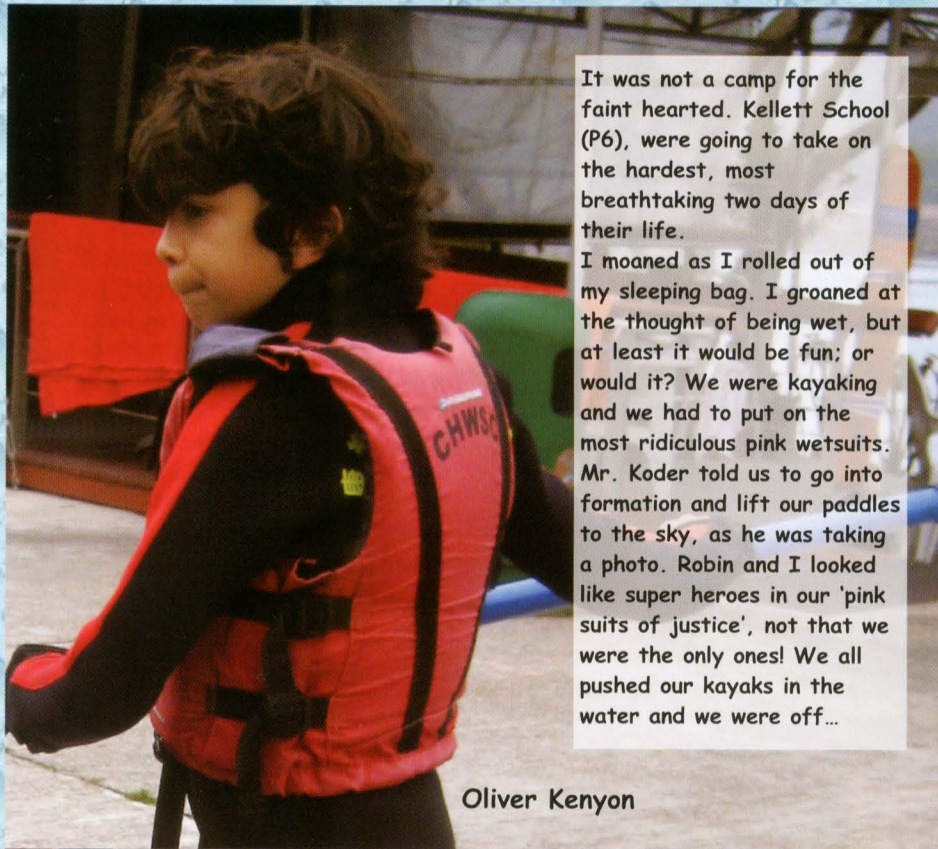 It was not a camp for the
faint hearted. Kellett School
(P6), were going to take on
the hardest, most
breathtaking two days of
their life.
I moaned as I rolled out of
my sleeping bag. I groaned at
the thought of being wet, but
at least it would be fun; or
would it? We were kayaking
and we had to put on the
most ridiculous pink wetsuits.
Mr. Koder told us to go into
formation and lift our paddles
to the sky, as he was taking
a photo. Robin and I looked
like super heroes in our 'pink
suits of justice', not that we
were the only ones! We all
pushed our kayaks in the
water and we were off...
CHWSC
Oliver Kenyon